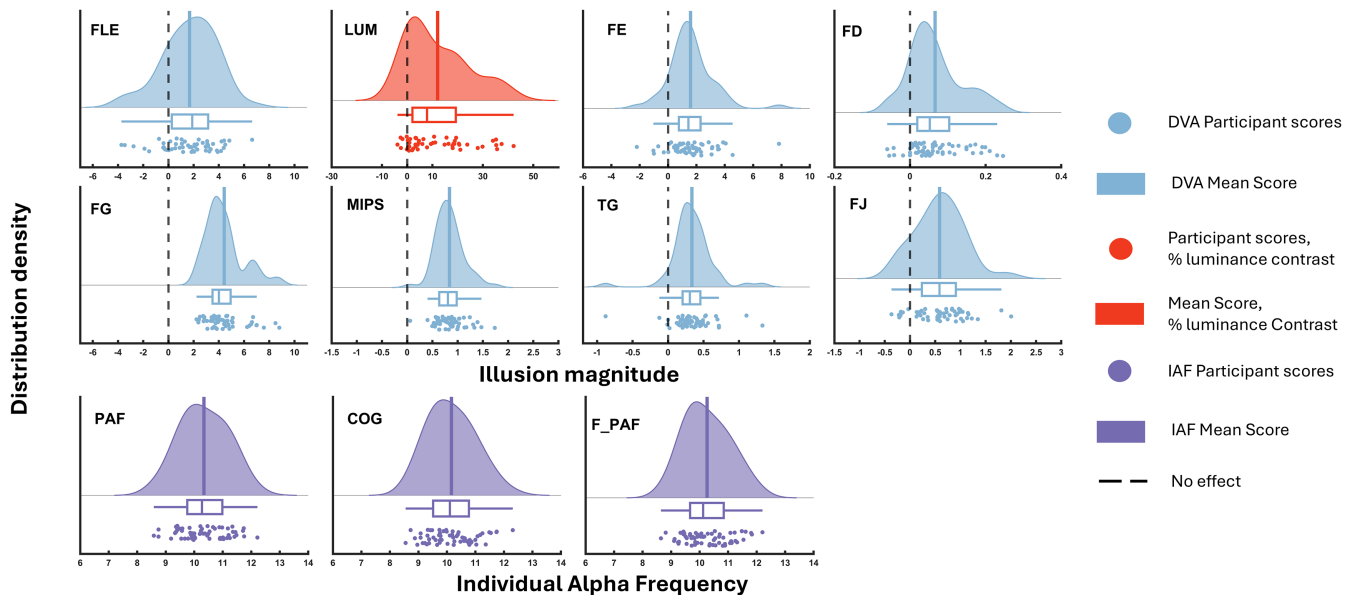 FLE
LUM
FE
FD
-6 -4 -2 0 2 4 6 8 10
-30 -10 0 10 30 50
-6 -4 -2 0 2 4 6 8 10
-0.2 0 0.2 0.4
FG
MIPS
TG
FJ
-6 -4 -2 0 2 4 6 8 10
-1.5 -1 -0.5 0 0.5 1 1.5 2 2.5 3
-1 -0.5 0 0.5 1 1.5 2
-1.5 -1 -0.5 0 0.5 1 1.5 2 2.5 3
Illusion magnitude
Distribution density
PAF
COG
F_PAF
6 7 8 9 10 11 12 13 14
6 7 8 9 10 11 12 13 14
6 7 8 9 10 11 12 13 14
Individual Alpha Frequency
DVA Participant scores
DVA Mean Score
Participant scores,
% luminance contrast
Mean Score,
% luminance Contrast
IAF Participant scores
IAF Mean Score
No effect